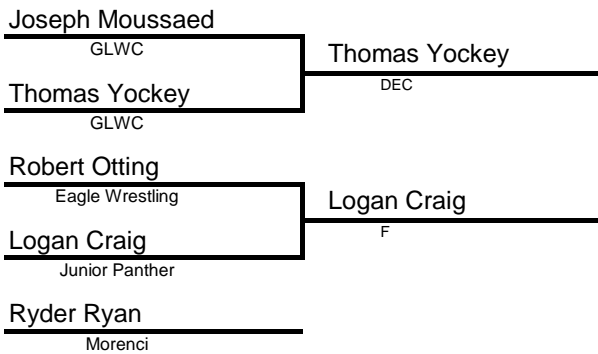 Joseph Moussaed
GLWC
Thomas Yockey
GLWC
Thomas Yockey
DEC
Robert Otting
Eagle Wrestling
Logan Craig
Junior Panther
Logan Craig
F
Ryder Ryan
Morenci